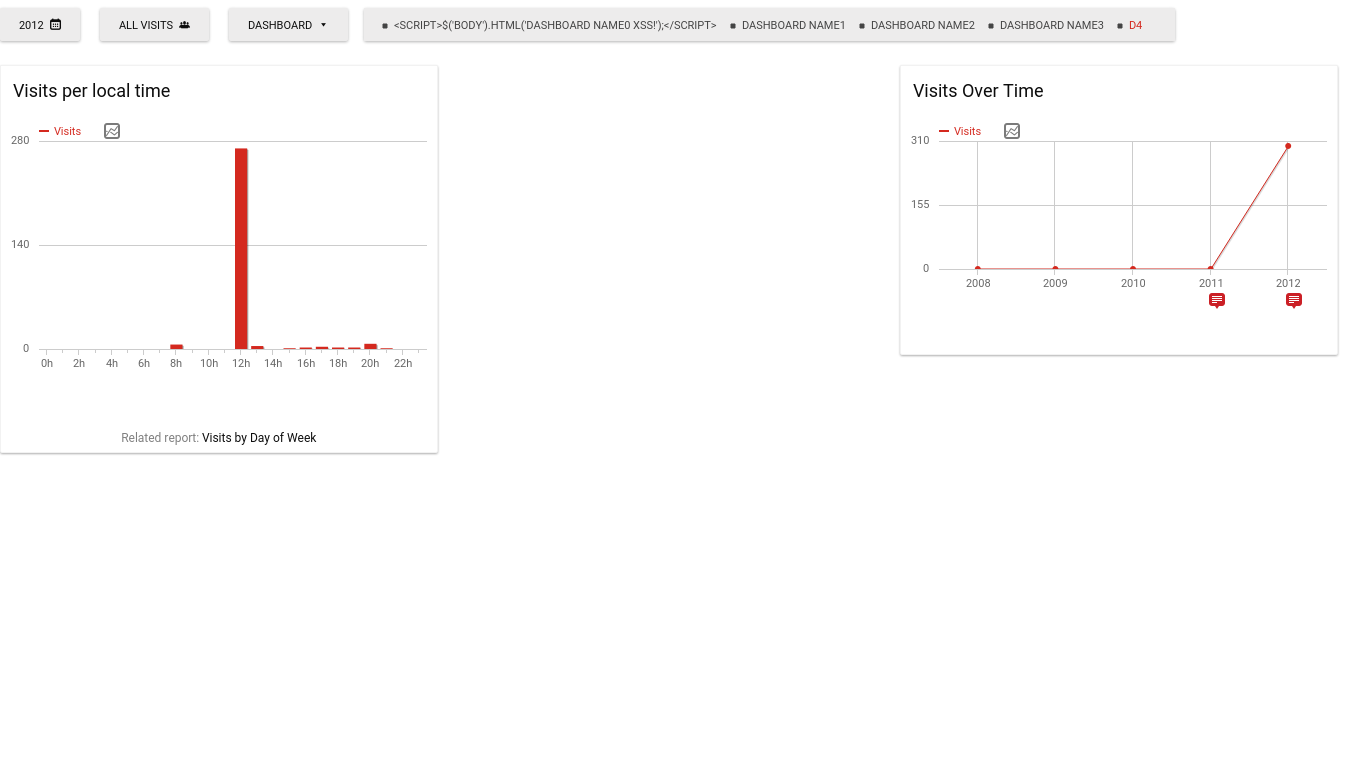 2012
ALL VISITS
DASHBOARD
<SCRIPT>$('BODY').HTML('DASHBOARD NAME0 XSS!');</SCRIPT>
DASHBOARD NAME1
DASHBOARD NAME2
DASHBOARD NAME3
D4
Visits per local time
Visits
280
140
0
0h 2h 4h 6h 8h 10h 12h 14h 16h 18h 20h 22h
Related report: Visits by Day of Week
Visits Over Time
Visits
310
155
0
2008 2009 2010 2011 2012